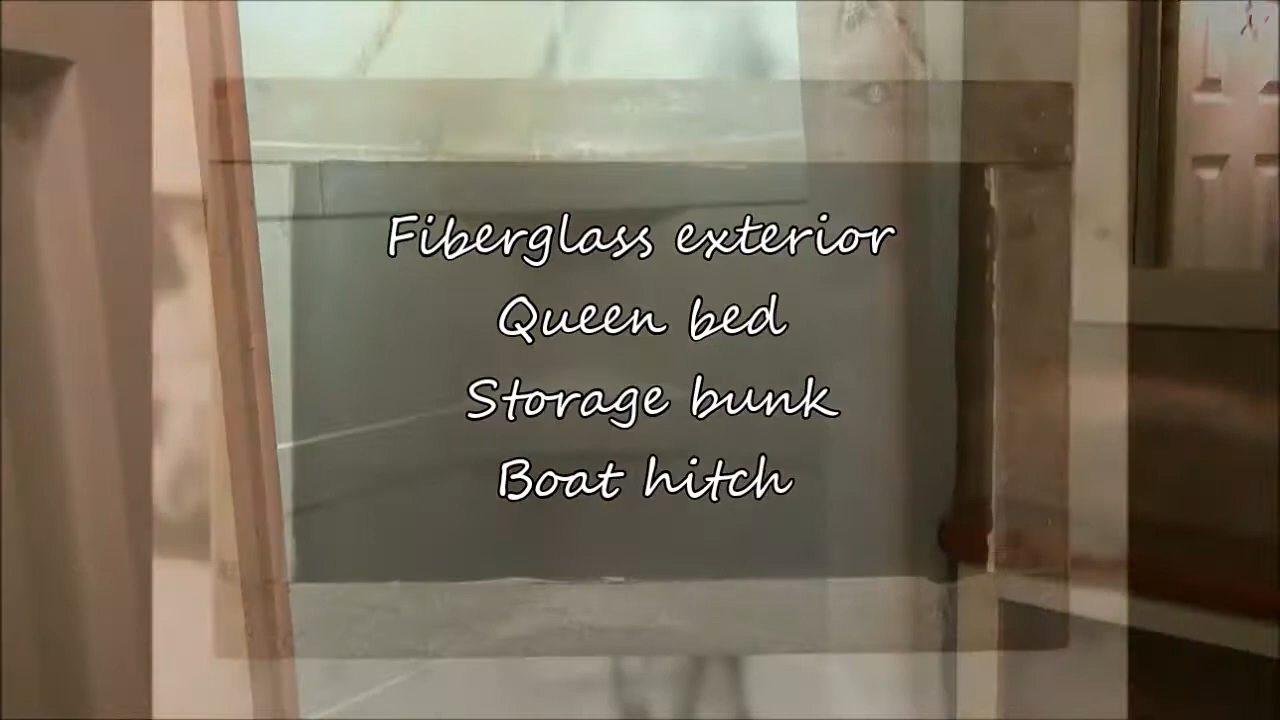 Fiberglass exterior
Queen bed
Storage bunk
Boat hitch